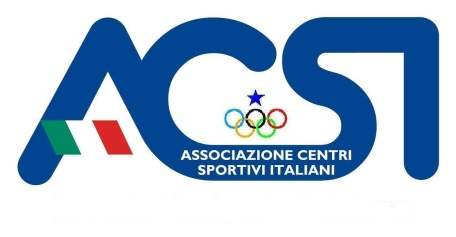 ACSI
ASSOCIAZIONE CENTRI
SPORTIVI ITALIANI